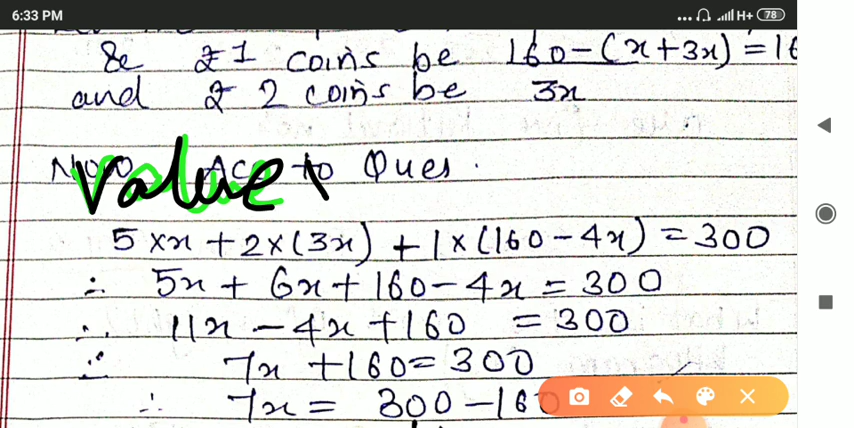 6:33 PM ... H+ 78
& ₹1 coins be 160-(x+3x)=16
and ₹ 2 coins be 3x
Now Acc to Ques.
value
5×x+2×(3x)+1×(160-4x)=300
∴ 5x+6x+160-4x=300
∴ 11x-4x+160=300
∴ 7x+160=300
∴ 7x=300-160